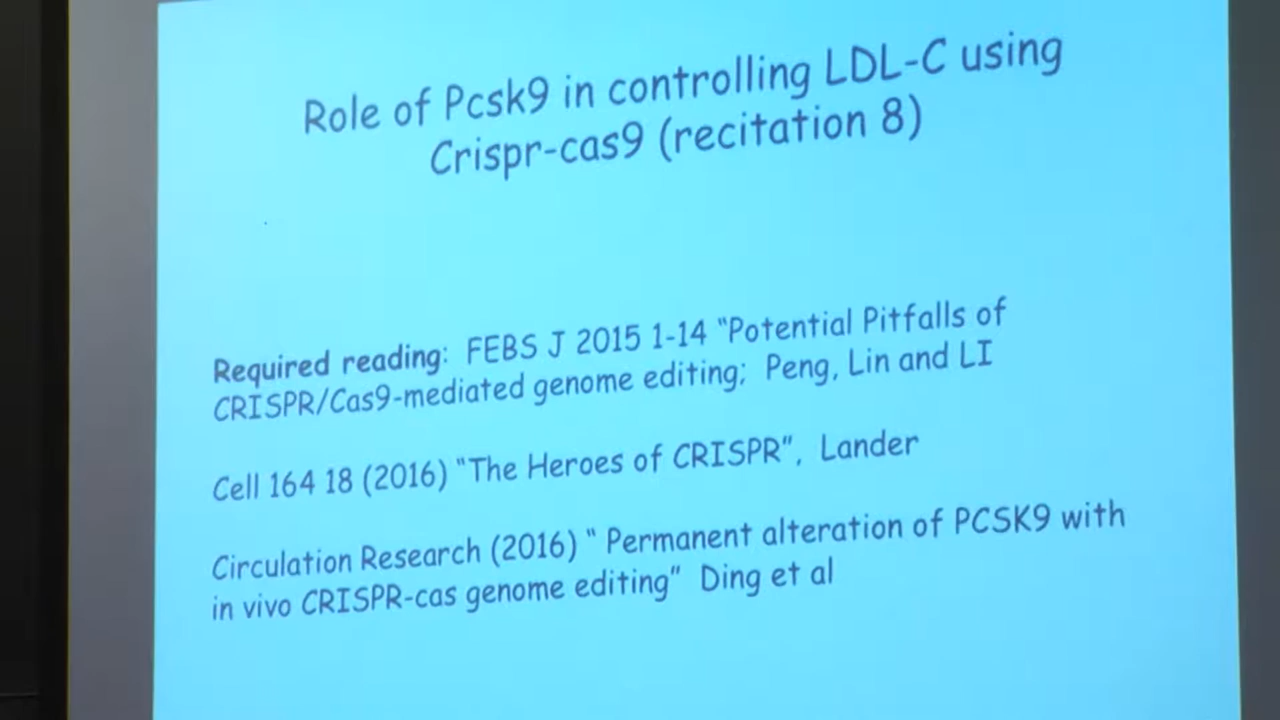 Role of Pcsk9 in controlling LDL-C using
Crispr-cas9 (recitation 8)
Required reading: FEBS J 2015 1-14 “Potential Pitfalls of
CRISPR/Cas9-mediated genome editing; Peng, Lin and LI
Cell 164 18 (2016) “The Heroes of CRISPR”, Lander
Circulation Research (2016) “ Permanent alteration of PCSK9 with
in vivo CRISPR-cas genome editing” Ding et al